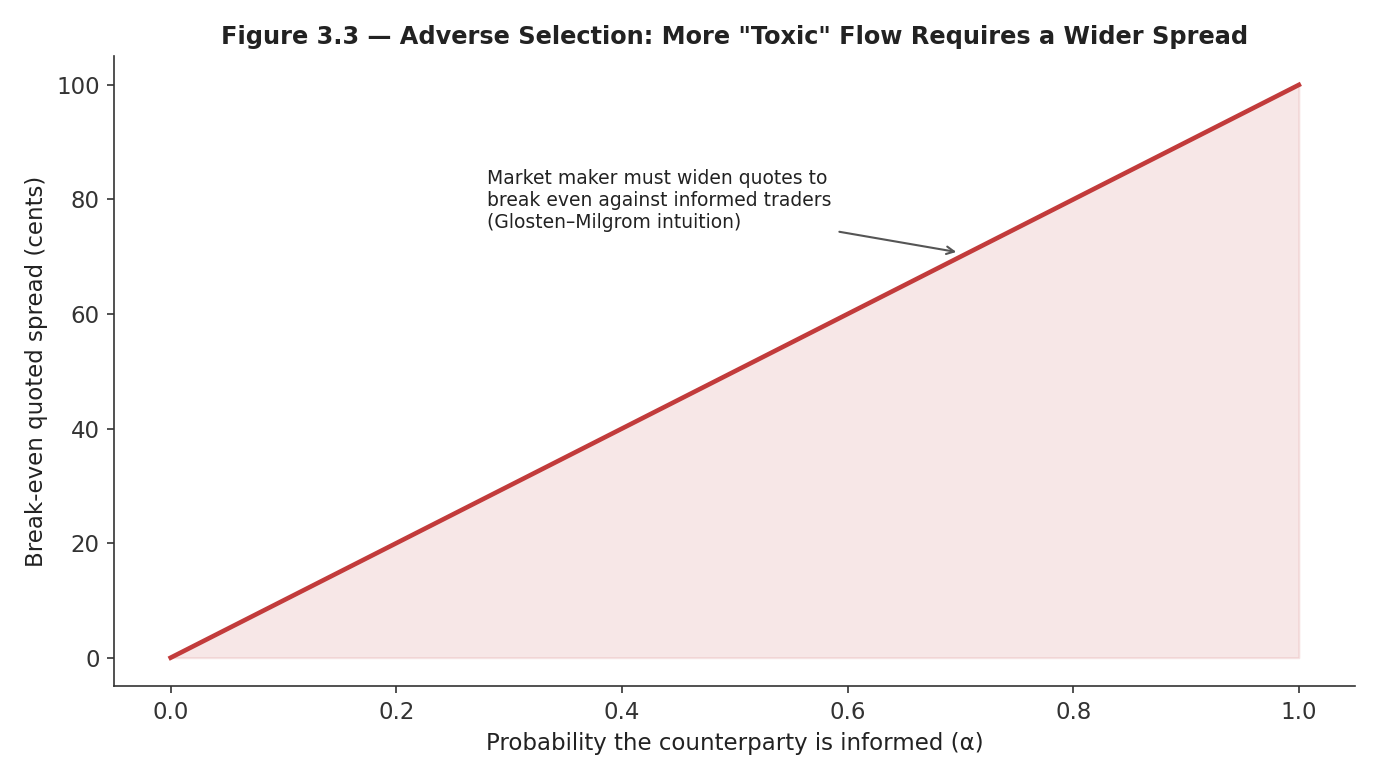 Figure 3.3 — Adverse Selection: More "Toxic" Flow Requires a Wider Spread
Break-even quoted spread (cents)
100
80
60
40
20
0
Market maker must widen quotes to
break even against informed traders
(Glosten–Milgrom intuition)
0.0
0.2
0.4
0.6
0.8
1.0
Probability the counterparty is informed (α)